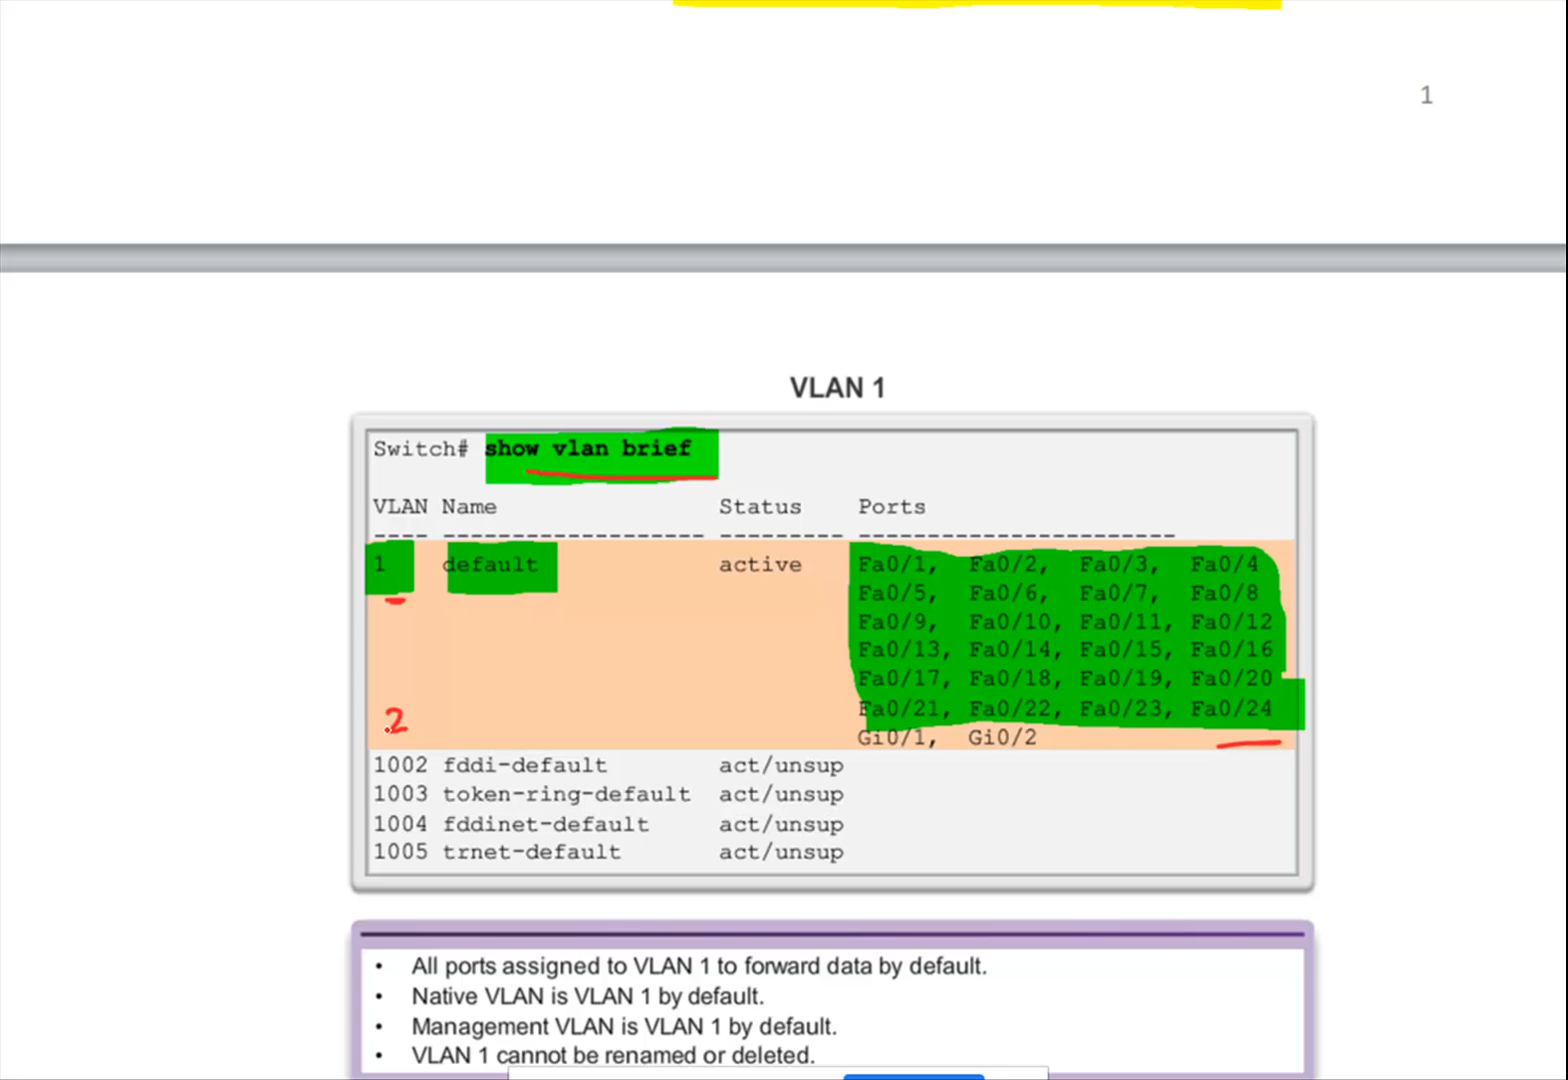 1
VLAN 1
Switch# show vlan brief
VLAN Name Status Ports
---- ------------------- --------- -----------------------
1 default active Fa0/1, Fa0/2, Fa0/3, Fa0/4
Fa0/5, Fa0/6, Fa0/7, Fa0/8
Fa0/9, Fa0/10, Fa0/11, Fa0/12
Fa0/13, Fa0/14, Fa0/15, Fa0/16
Fa0/17, Fa0/18, Fa0/19, Fa0/20
2 Fa0/21, Fa0/22, Fa0/23, Fa0/24
Gi0/1, Gi0/2
1002 fddi-default act/unsup
1003 token-ring-default act/unsup
1004 fddinet-default act/unsup
1005 trnet-default act/unsup
• All ports assigned to VLAN 1 to forward data by default.
• Native VLAN is VLAN 1 by default.
• Management VLAN is VLAN 1 by default.
• VLAN 1 cannot be renamed or deleted.